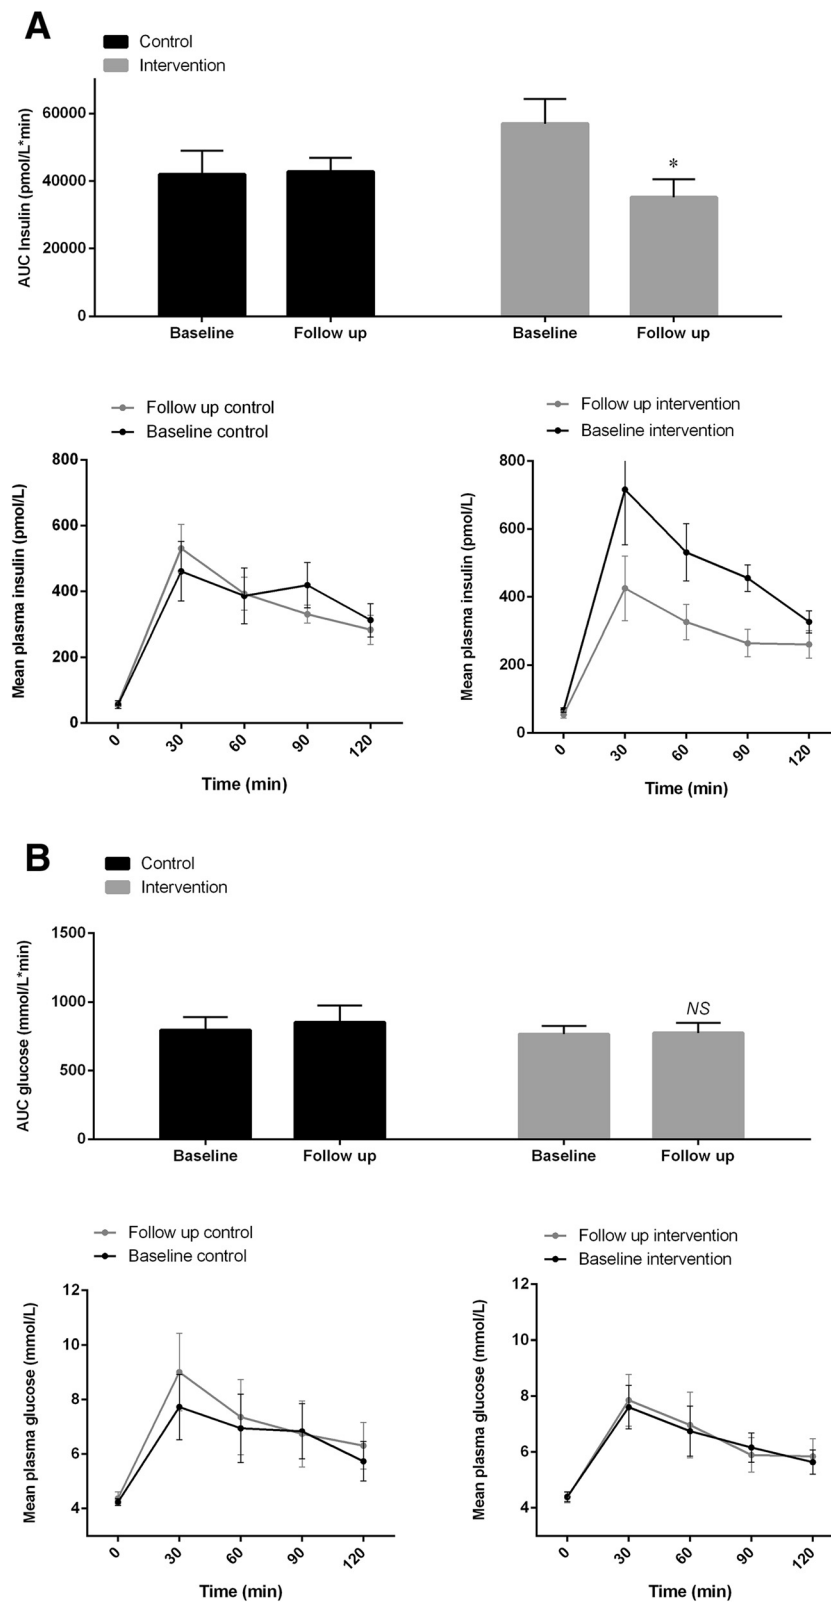 A
Control
Intervention
AUC Insulin (pmol/L*min)
60000
40000
20000
0
*
Baseline
Follow up
Baseline
Follow up
Follow up control
Baseline control
Mean plasma insulin (pmol/L)
800
600
400
200
0
0
30
60
90
120
Time (min)
Follow up intervention
Baseline intervention
Mean plasma insulin (pmol/L)
800
600
400
200
0
0
30
60
90
120
Time (min)
B
Control
Intervention
AUC glucose (mmol/L*min)
1500
1000
500
0
NS
Baseline
Follow up
Baseline
Follow up
Follow up control
Baseline control
Mean plasma glucose (mmol/L)
12
10
8
6
4
0
30
60
90
120
Time (min)
Follow up intervention
Baseline intervention
Mean plasma glucose (mmol/L)
12
10
8
6
4
0
30
60
90
120
Time (min)